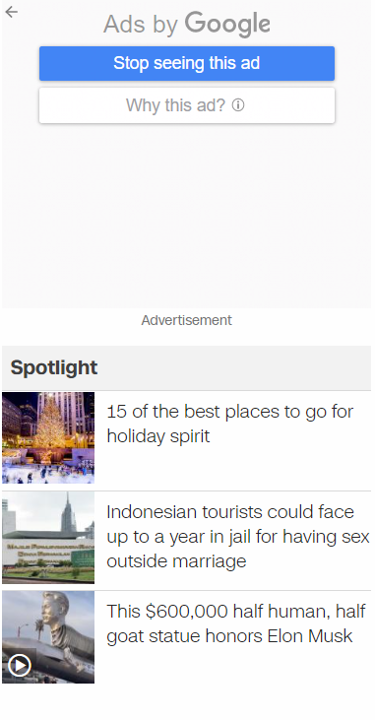 Ads by Google
Stop seeing this ad
Why this ad?
Advertisement
Spotlight
15 of the best places to go for
holiday spirit
Indonesian tourists could face
up to a year in jail for having sex
outside marriage
This $600,000 half human, half
goat statue honors Elon Musk